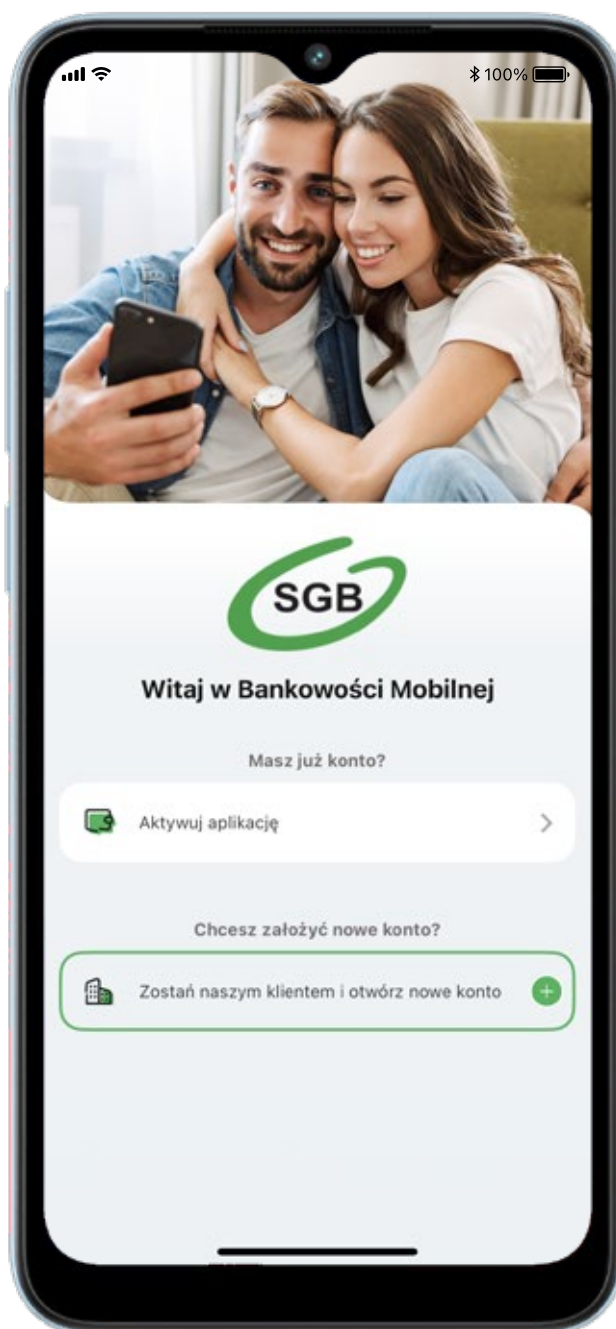 100%
SGB
Witaj w Bankowości Mobilnej
Masz już konto?
Aktywuj aplikację
Chcesz założyć nowe konto?
Zostań naszym klientem i otwórz nowe konto